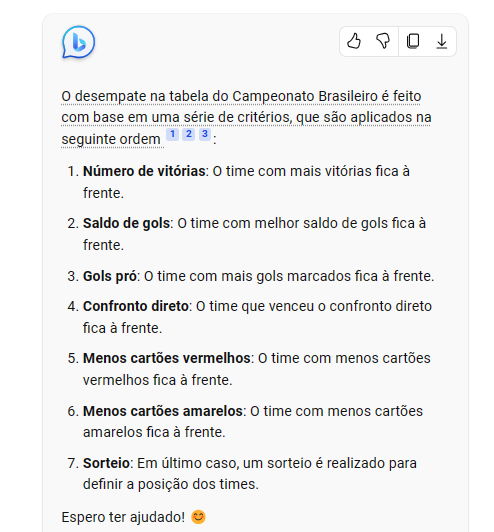 O desempate na tabela do Campeonato Brasileiro é feito
com base em uma série de critérios, que são aplicados na
seguinte ordem 1 2 3 :
1. Número de vitórias: O time com mais vitórias fica à
frente.
2. Saldo de gols: O time com melhor saldo de gols fica à
frente.
3. Gols pró: O time com mais gols marcados fica à frente.
4. Confronto direto: O time que venceu o confronto direto
fica à frente.
5. Menos cartões vermelhos: O time com menos cartões
vermelhos fica à frente.
6. Menos cartões amarelos: O time com menos cartões
amarelos fica à frente.
7. Sorteio: Em último caso, um sorteio é realizado para
definir a posição dos times.
Espero ter ajudado! 😊